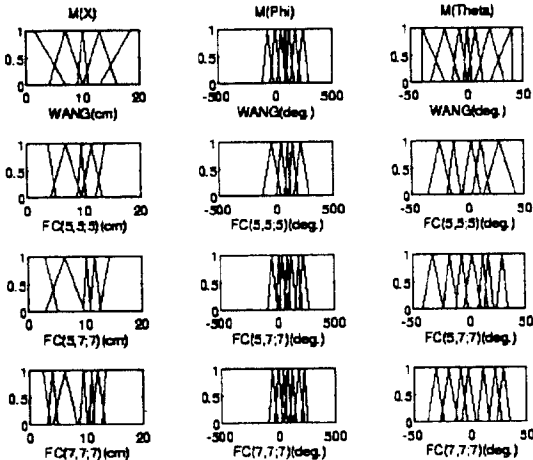 M(X) M(Phi) M(Theta)
1 1 1
0.5 0.5 0.5
0 0 0
0 10 20 -500 0 500 -50 0 50
WANG(cm) WANG(deg.) WANG(deg.)
1 1 1
0.5 0.5 0.5
0 0 0
0 10 20 -500 0 500 -50 0 50
FC(5,5;5)(cm) FC(5,5;5)(deg.) FC(5,5;5)(deg.)
1 1 1
0.5 0.5 0.5
0 0 0
0 10 20 -500 0 500 -50 0 50
FC(5,7;7)(cm) FC(5,7;7)(deg.) FC(5,7;7)(deg.)
1 1 1
0.5 0.5 0.5
0 0 0
0 10 20 -500 0 500 -50 0 50
FC(7,7;7)(cm) FC(7,7;7)(deg.) FC(7,7;7)(deg.)